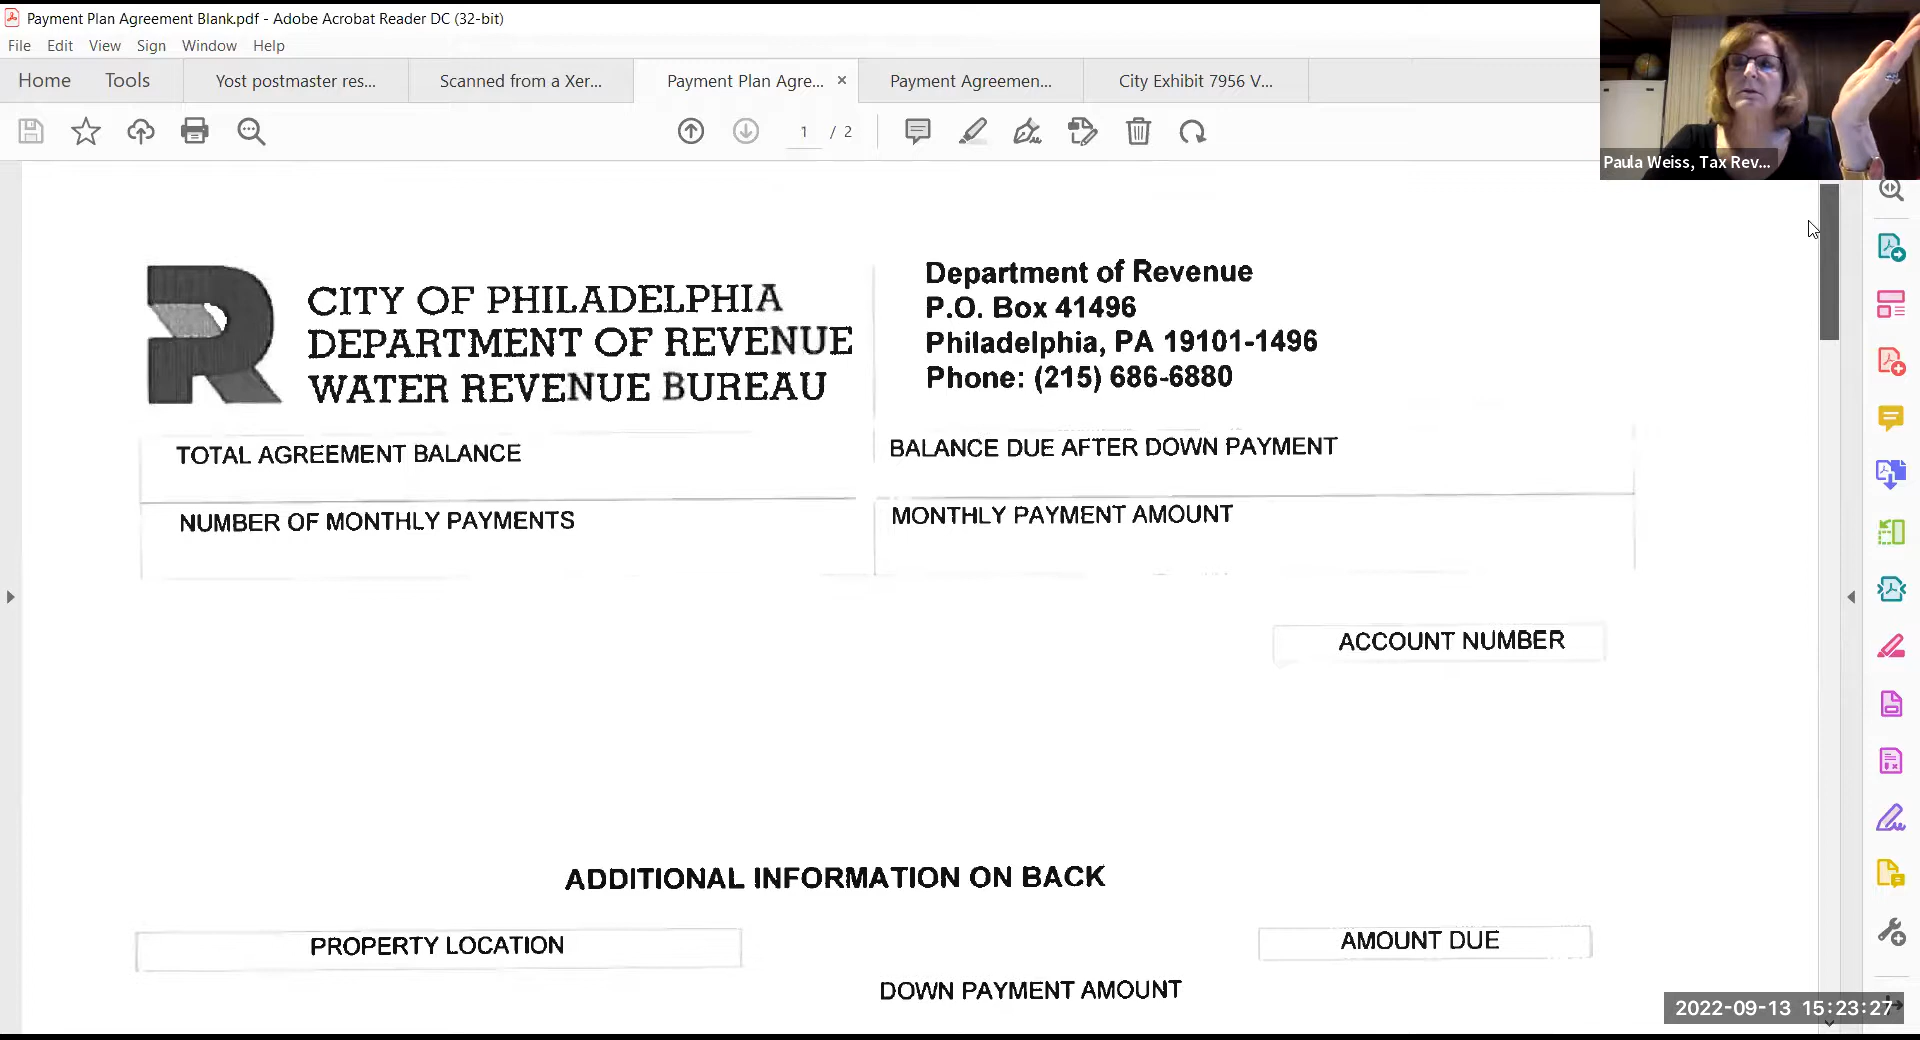 Payment Plan Agreement Blank.pdf - Adobe Acrobat Reader DC (32-bit)
File Edit View Sign Window Help
Home Tools Yost postmaster res... Scanned from a Xer... Payment Plan Agre... × Payment Agreemen... City Exhibit 7956 V...
1 / 2
Paula Weiss, Tax Rev...
CITY OF PHILADELPHIA
DEPARTMENT OF REVENUE
WATER REVENUE BUREAU
Department of Revenue
P.O. Box 41496
Philadelphia, PA 19101-1496
Phone: (215) 686-6880
TOTAL AGREEMENT BALANCE
BALANCE DUE AFTER DOWN PAYMENT
NUMBER OF MONTHLY PAYMENTS
MONTHLY PAYMENT AMOUNT
ACCOUNT NUMBER
ADDITIONAL INFORMATION ON BACK
PROPERTY LOCATION
AMOUNT DUE
DOWN PAYMENT AMOUNT
2022-09-13 15:23:27